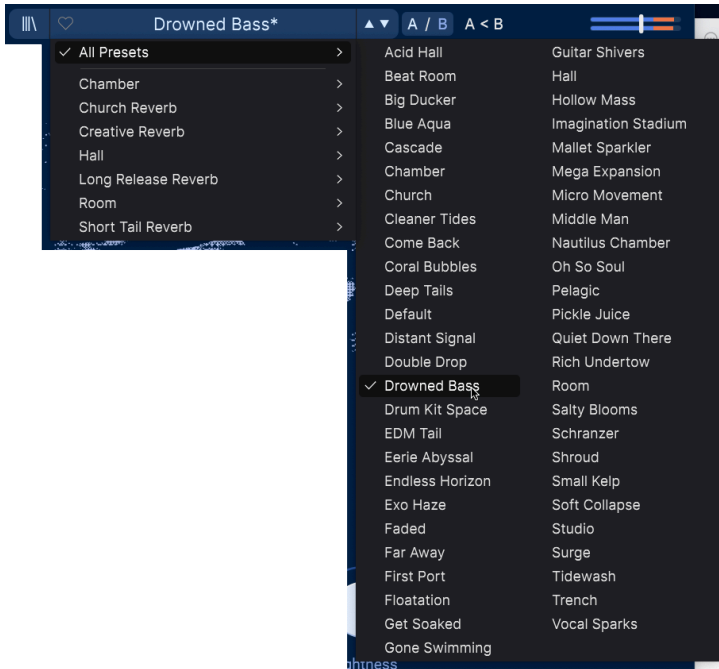 Drowned Bass*
A / B
A < B
All Presets
Chamber
Church Reverb
Creative Reverb
Hall
Long Release Reverb
Room
Short Tail Reverb
Acid Hall
Beat Room
Big Ducker
Blue Aqua
Cascade
Chamber
Church
Cleaner Tides
Come Back
Coral Bubbles
Deep Tails
Default
Distant Signal
Double Drop
Drowned Bass
Drum Kit Space
EDM Tail
Eerie Abyssal
Endless Horizon
Exo Haze
Faded
Far Away
First Port
Floatation
Get Soaked
Gone Swimming
Guitar Shivers
Hall
Hollow Mass
Imagination Stadium
Mallet Sparkler
Mega Expansion
Micro Movement
Middle Man
Nautilus Chamber
Oh So Soul
Pelagic
Pickle Juice
Quiet Down There
Rich Undertow
Room
Salty Blooms
Schranzer
Shroud
Small Kelp
Soft Collapse
Studio
Surge
Tidewash
Trench
Vocal Sparks
htness